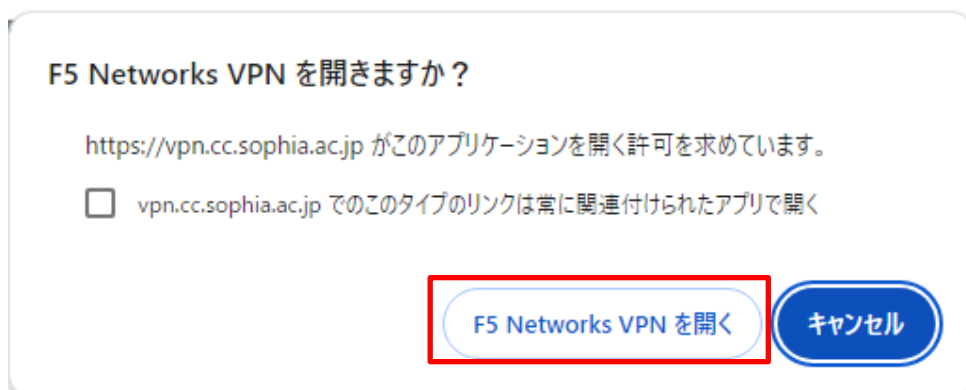 F5 Networks VPN を開きますか？
https://vpn.cc.sophia.ac.jp がこのアプリケーションを開く許可を求めています。
vpn.cc.sophia.ac.jp でのこのタイプのリンクは常に関連付けられたアプリで開く
F5 Networks VPN を開く
キャンセル